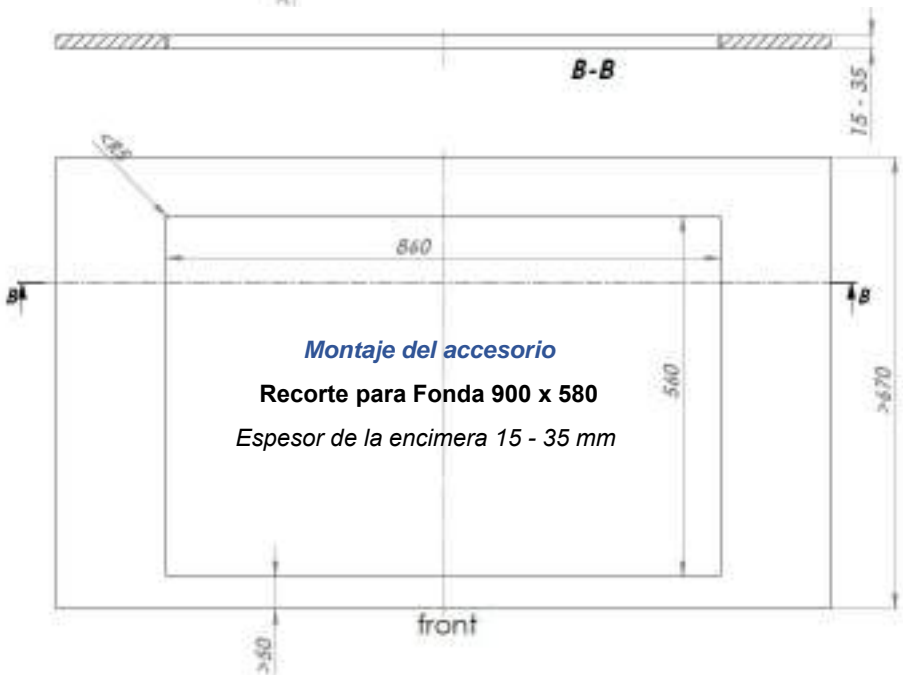 B-B
15 - 35
<R5
860
B
B
560
>670
Montaje del accesorio
Recorte para Fonda 900 x 580
Espesor de la encimera 15 - 35 mm
front
>50